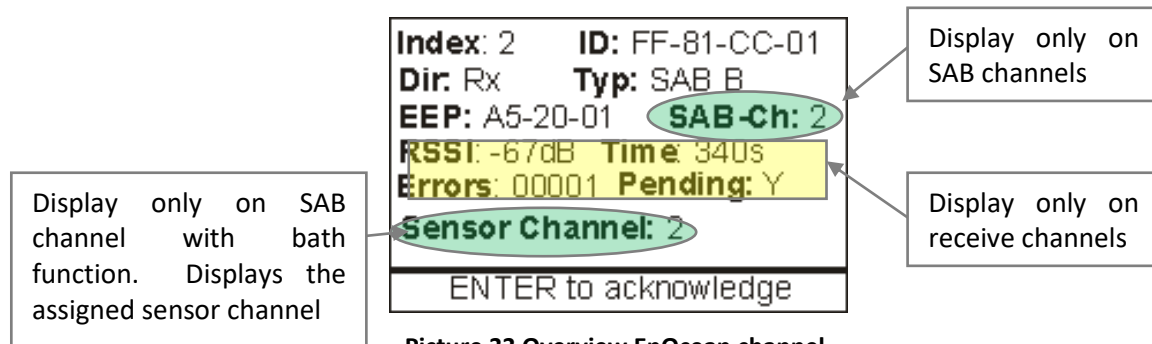 Index: 2 ID: FF-81-CC-01
Dir: Rx Typ: SAB B
EEP: A5-20-01 SAB-Ch: 2
RSSI: -67dB Time: 340s
Errors: 00001 Pending: Y
Sensor Channel: 2
ENTER to acknowledge
Display only on
SAB channels
Display only on
receive channels
Display only on SAB
channel with bath
function. Displays the
assigned sensor channel
Picture 33 Overview EnOcean channel